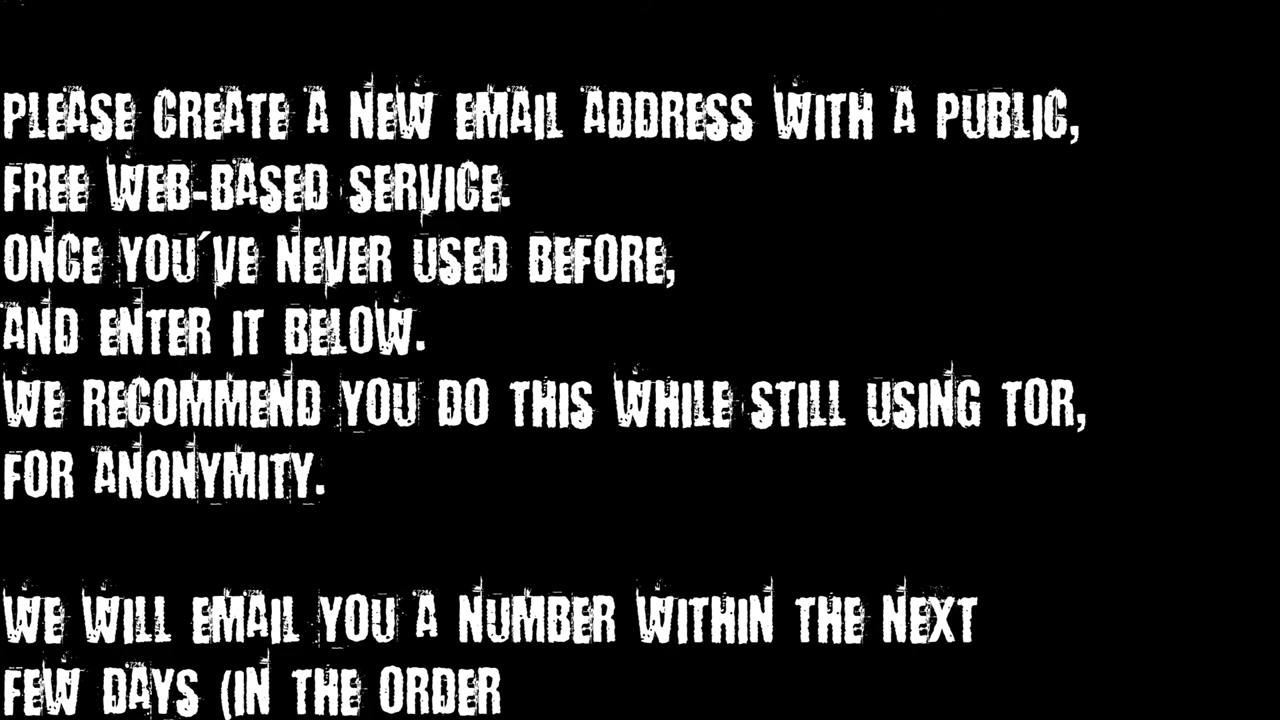 PLEASE CREATE A NEW EMAIL ADDRESS WITH A PUBLIC,
FREE WEB-BASED SERVICE.
ONCE YOU´VE NEVER USED BEFORE,
AND ENTER IT BELOW.
WE RECOMMEND YOU DO THIS WHILE STILL USING TOR,
FOR ANONYMITY.
WE WILL EMAIL YOU A NUMBER WITHIN THE NEXT
FEW DAYS (IN THE ORDER